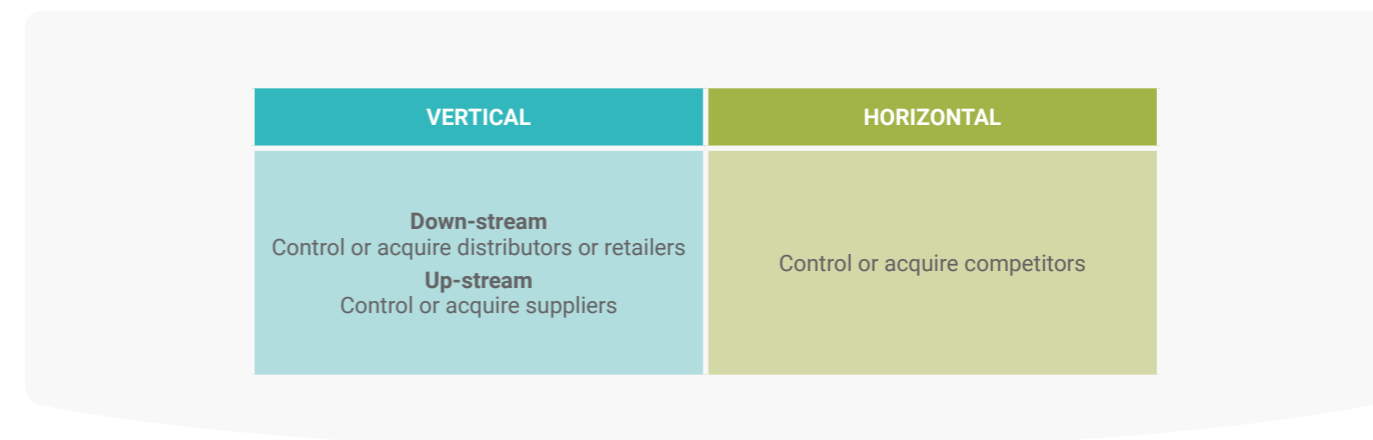 VERTICAL
HORIZONTAL
Down-stream
Control or acquire distributors or retailers
Up-stream
Control or acquire suppliers
Control or acquire competitors